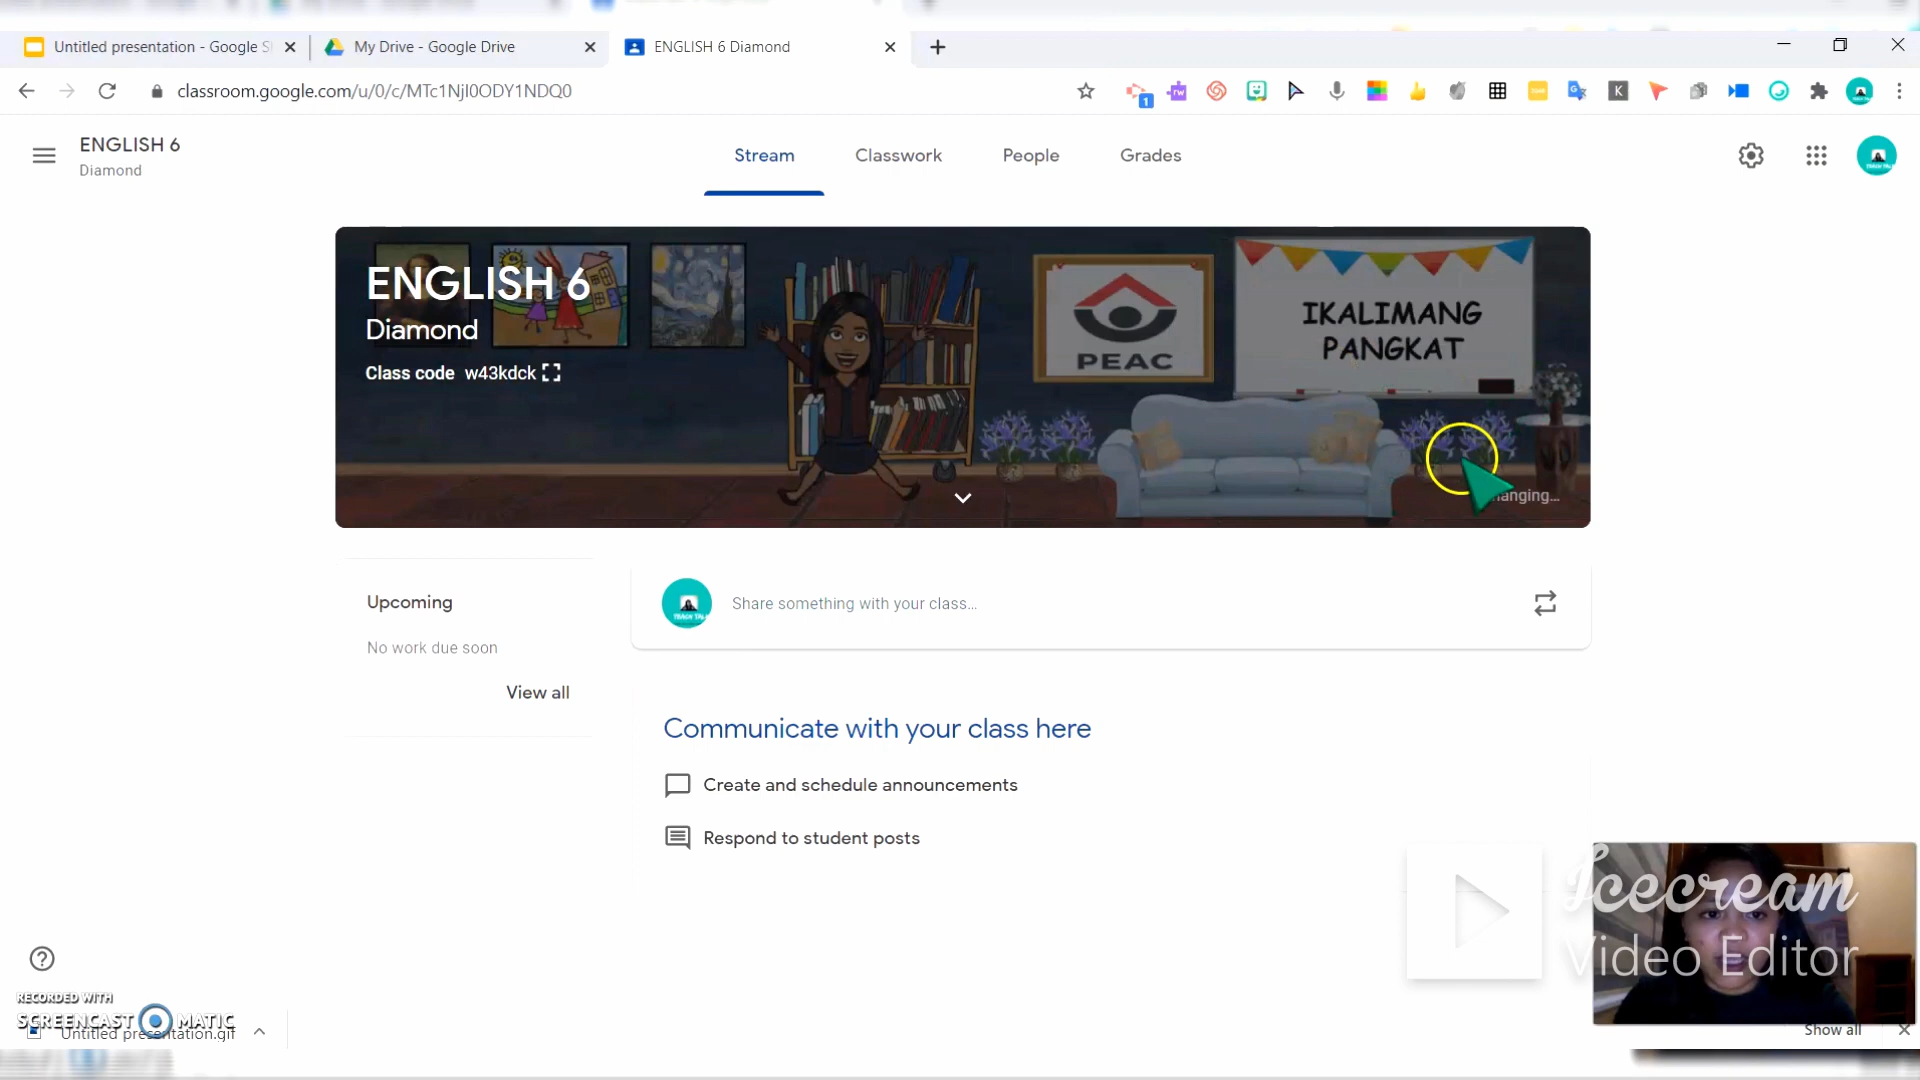 Untitled presentation - Google S
My Drive - Google Drive
ENGLISH 6 Diamond
classroom.google.com/u/0/c/MTc1NjI0ODY1NDQ0
1
rw
K
ENGLISH 6
Diamond
Stream
Classwork
People
Grades
ENGLISH 6
Diamond
Class code w43kdck
PEAC
IKALIMANG
PANGKAT
hanging...
Upcoming
No work due soon
View all
Share something with your class...
Communicate with your class here
Create and schedule announcements
Respond to student posts
Icecream
Video Editor
RECORDED WITH
SCREENCAST MATIC
Untitled presentation.gif
Show all